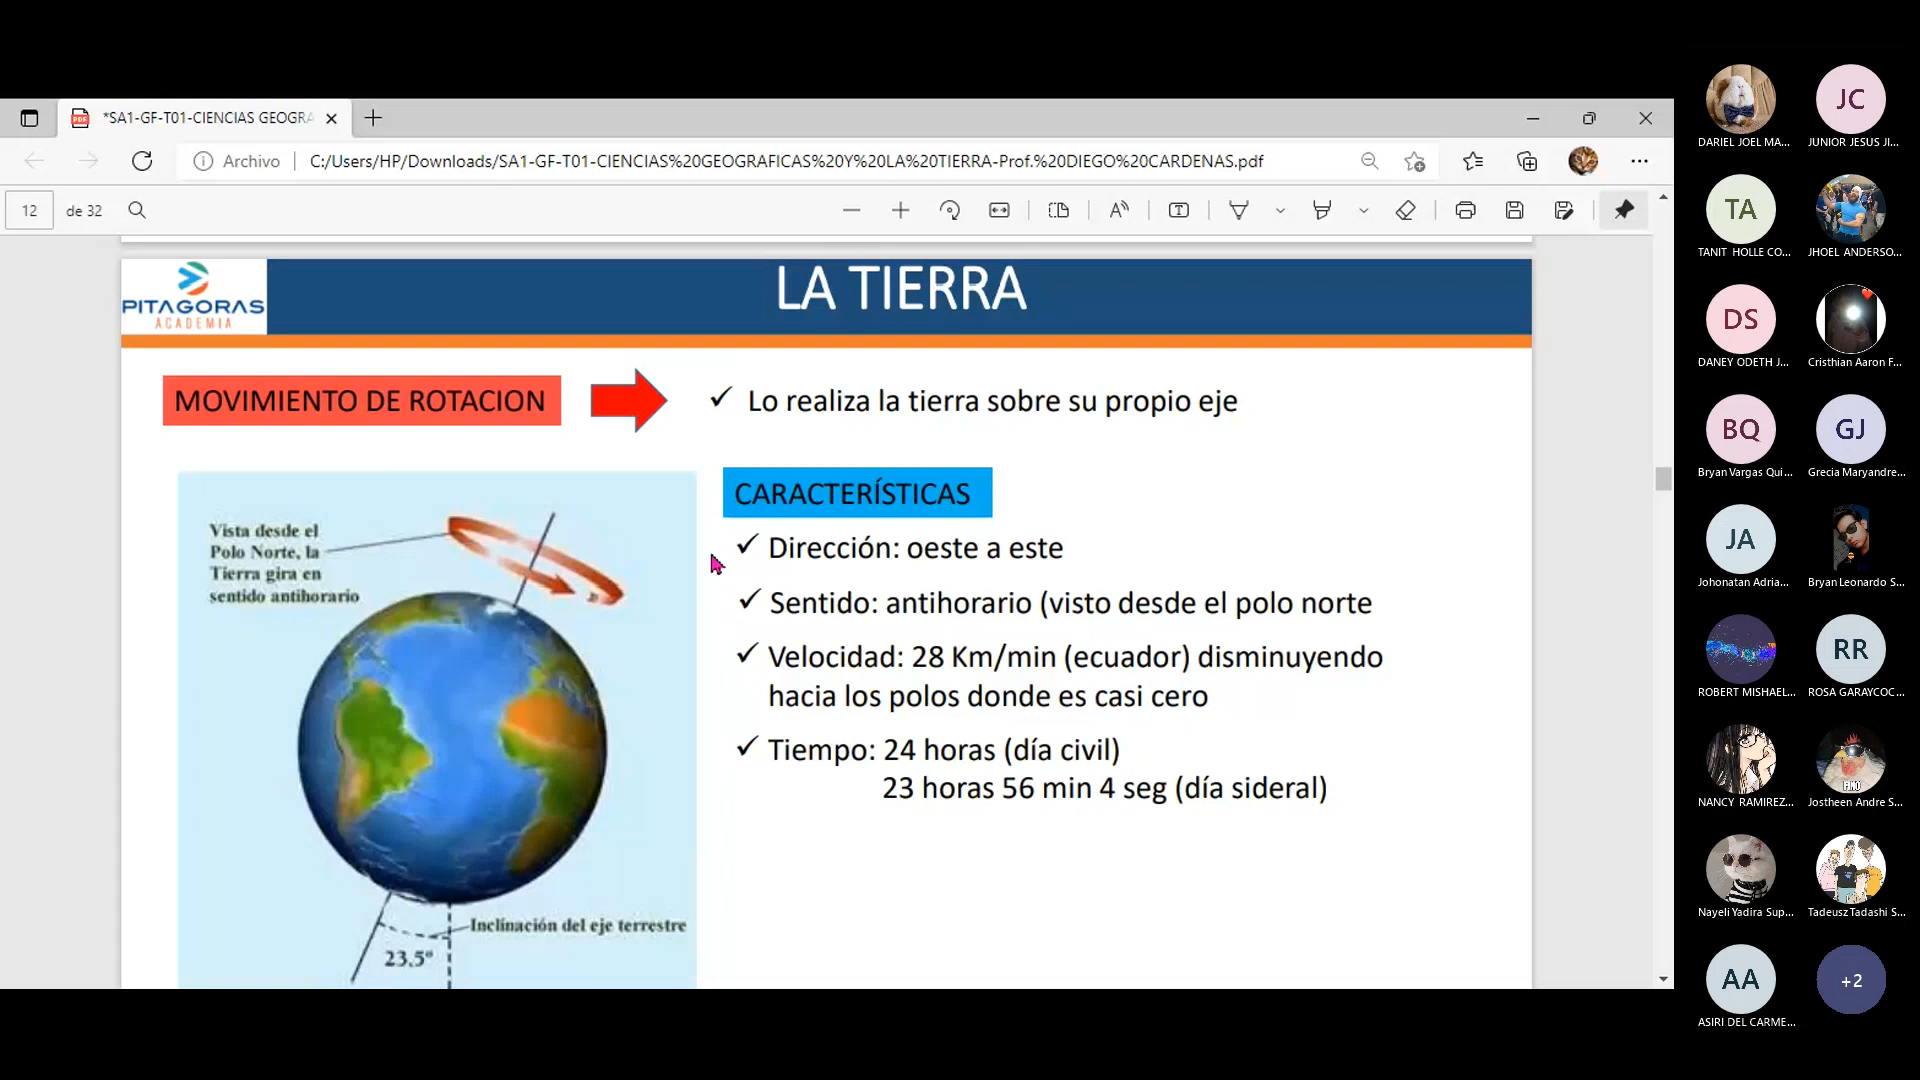 *SA1-GF-T01-CIENCIAS GEOGRA
Archivo
C:/Users/HP/Downloads/SA1-GF-T01-CIENCIAS%20GEOGRAFICAS%20Y%20LA%20TIERRA-Prof.%20DIEGO%20CARDENAS.pdf
12 de 32
PITAGORAS
ACADEMIA
LA TIERRA
MOVIMIENTO DE ROTACION
✓ Lo realiza la tierra sobre su propio eje
CARACTERÍSTICAS
✓ Dirección: oeste a este
✓ Sentido: antihorario (visto desde el polo norte
✓ Velocidad: 28 Km/min (ecuador) disminuyendo
hacia los polos donde es casi cero
✓ Tiempo: 24 horas (día civil)
23 horas 56 min 4 seg (día sideral)
Vista desde el
Polo Norte, la
Tierra gira en
sentido antihorario
Inclinación del eje terrestre
23,5°
DARIEL JOEL MA...
JC
JUNIOR JESUS JI...
TA
TANIT HOLLE CO...
JHOEL ANDERSO...
DS
DANEY ODETH J...
Cristhian Aaron F...
BQ
Bryan Vargas Qui...
GJ
Grecia Maryandre...
JA
Johonatan Adria...
Bryan Leonardo S...
ROBERT MISHAEL...
RR
ROSA GARAYCOC...
NANCY RAMIREZ...
Jostheen Andre S...
Nayeli Yadira Sup...
Tadeusz Tadashi S...
AA
ASIRI DEL CARME...
+2